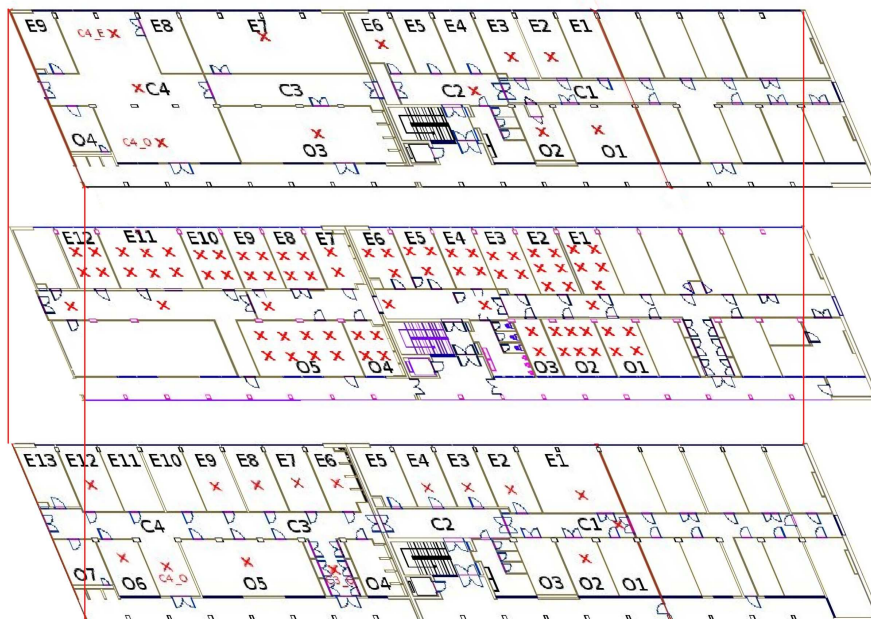 E9 C4_E E8 E7 E6 E5 E4 E3 E2 E1
C4 C3 C2 C1
O4 C4_O O3 O2 O1
E12 E11 E10 E9 E8 E7 E6 E5 E4 E3 E2 E1
O5 O4 O3 O2 O1
E13 E12 E11 E10 E9 E8 E7 E6 E5 E4 E3 E2 E1
C4 C3 C2 C1
O7 O6 C4_O O5 O4 O3 O2 O1